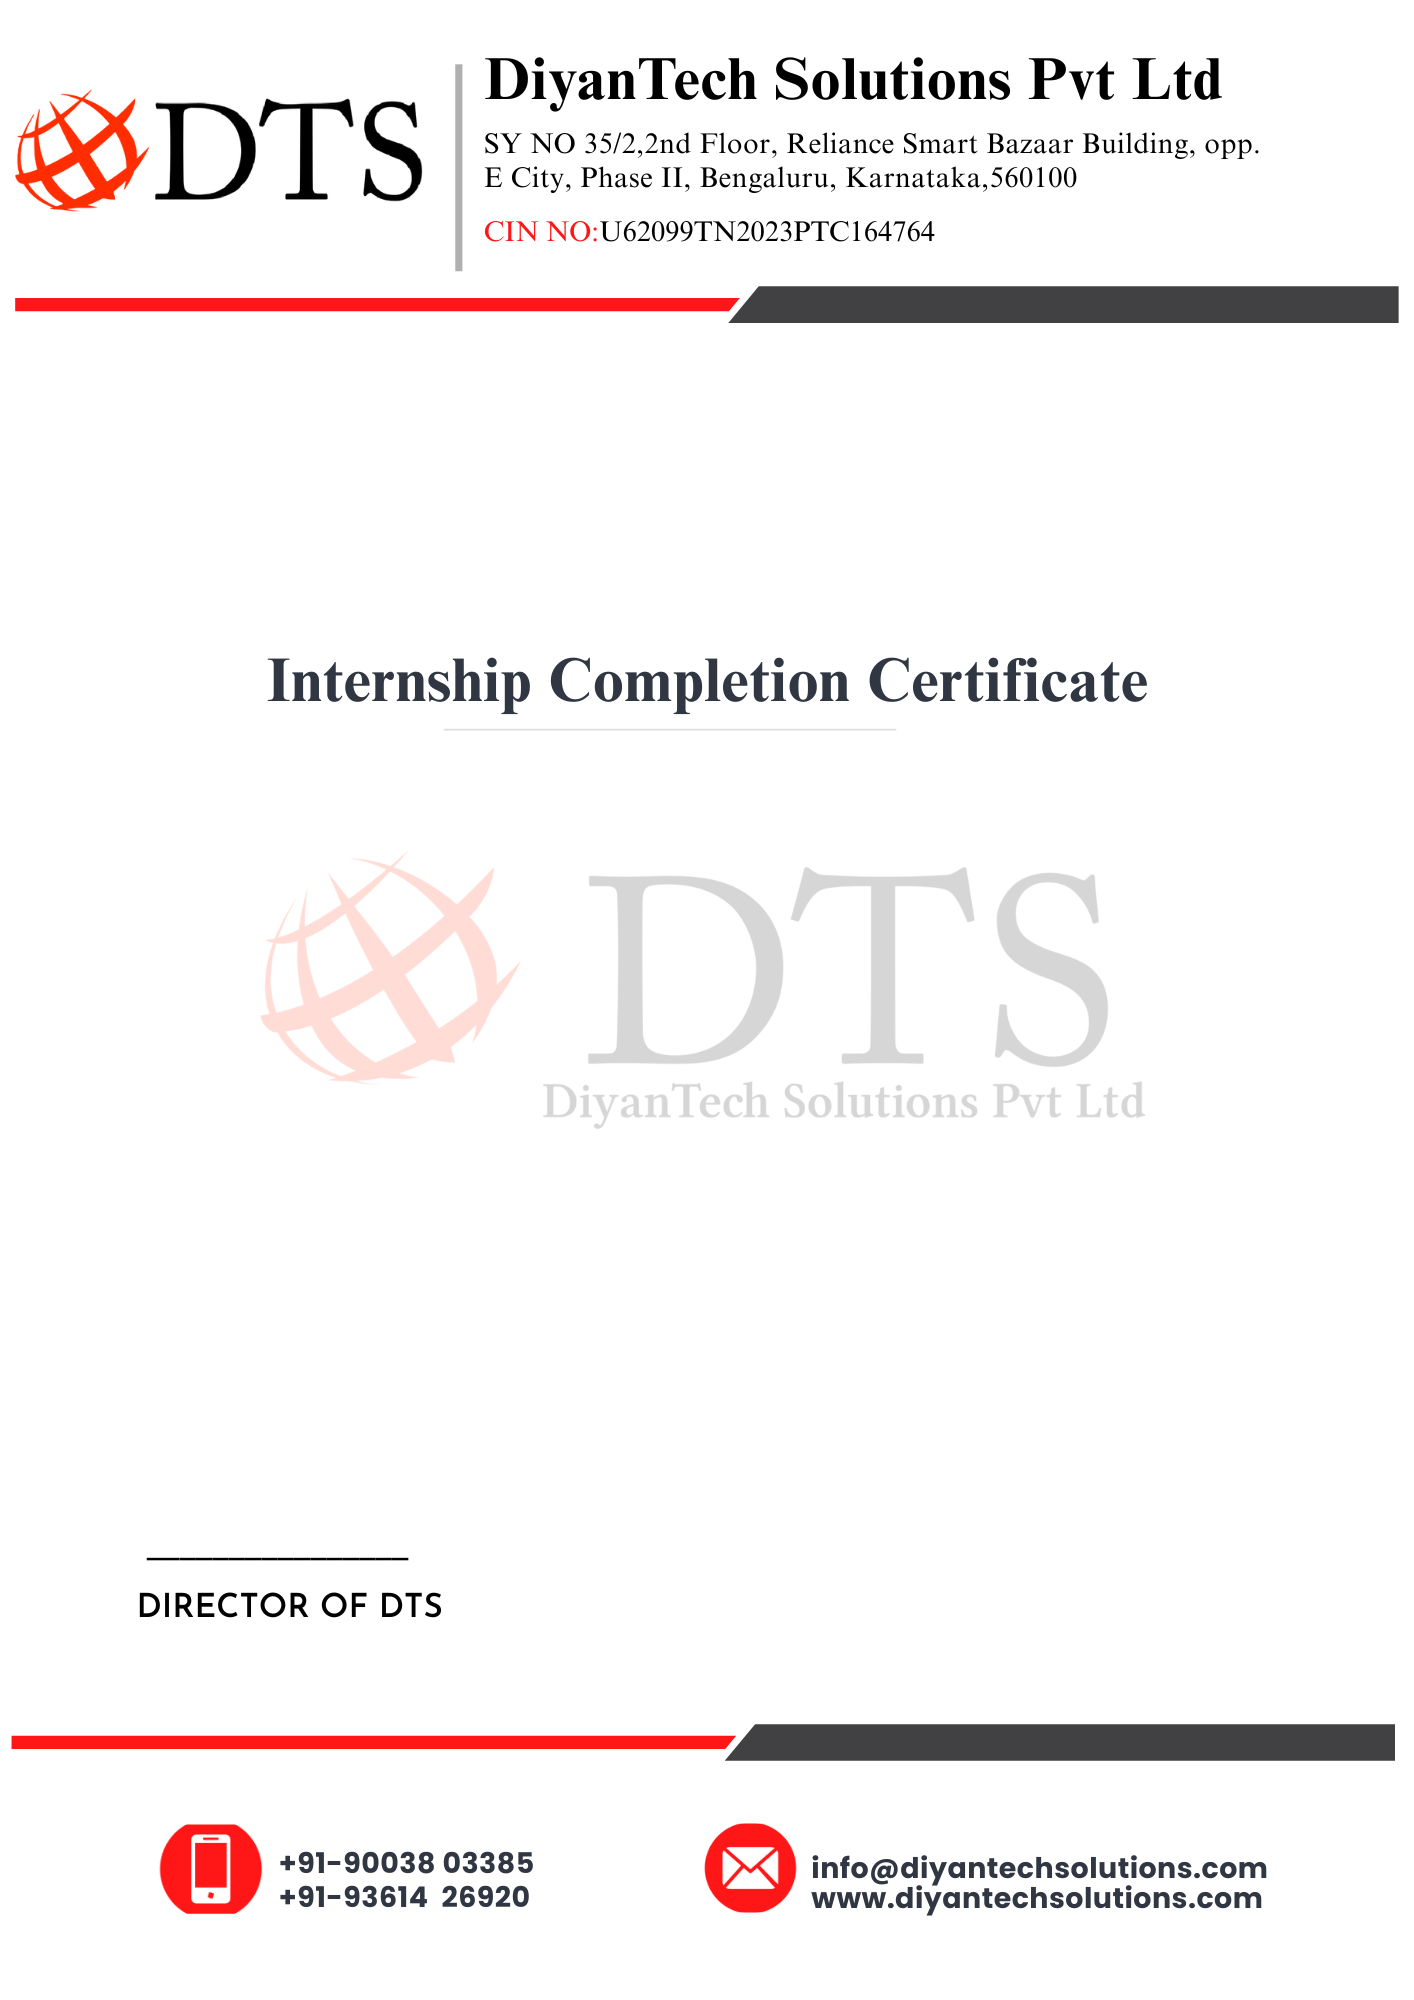 DTS
DiyanTech Solutions Pvt Ltd
SY NO 35/2,2nd Floor, Reliance Smart Bazaar Building, opp.
E City, Phase II, Bengaluru, Karnataka,560100
CIN NO:U62099TN2023PTC164764
Internship Completion Certificate
DTS
DiyanTech Solutions Pvt Ltd
________________
DIRECTOR OF DTS
+91-90038 03385
+91-93614 26920
info@diyantechsolutions.com
www.diyantechsolutions.com